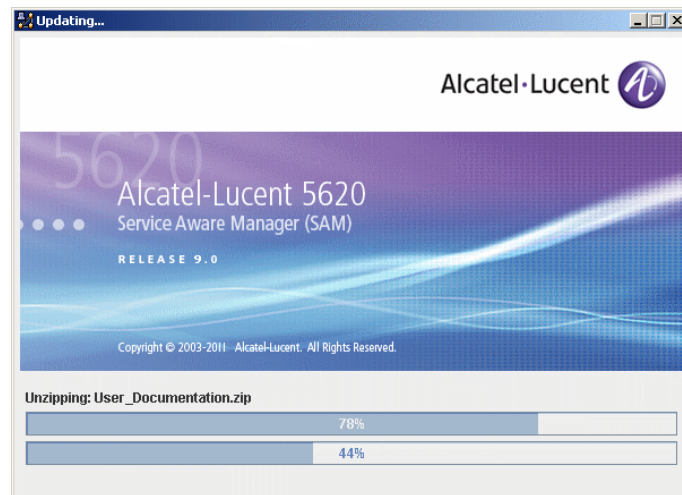 Updating...
Alcatel·Lucent
5620
Alcatel-Lucent 5620
Service Aware Manager (SAM)
RELEASE 9.0
Copyright © 2003-2011 Alcatel-Lucent. All Rights Reserved.
Unzipping: User_Documentation.zip
78%
44%